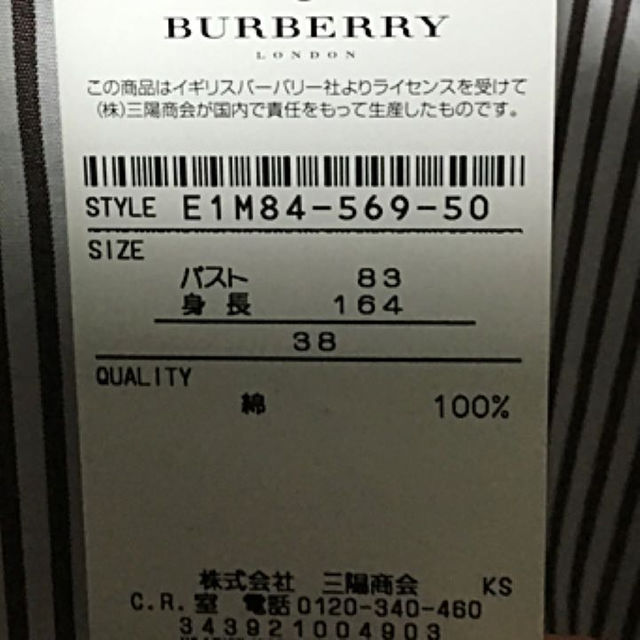 BURBERRY
LONDON
この商品はイギリスバーバリー社よりライセンスを受けて
(株)三陽商会が国内で責任をもって生産したものです。
STYLE E1M84-569-50
SIZE
バスト 83
身長 164
38
QUALITY
綿 100%
株式会社 三陽商会 KS
C.R.室 電話0120-340-460
343921004903